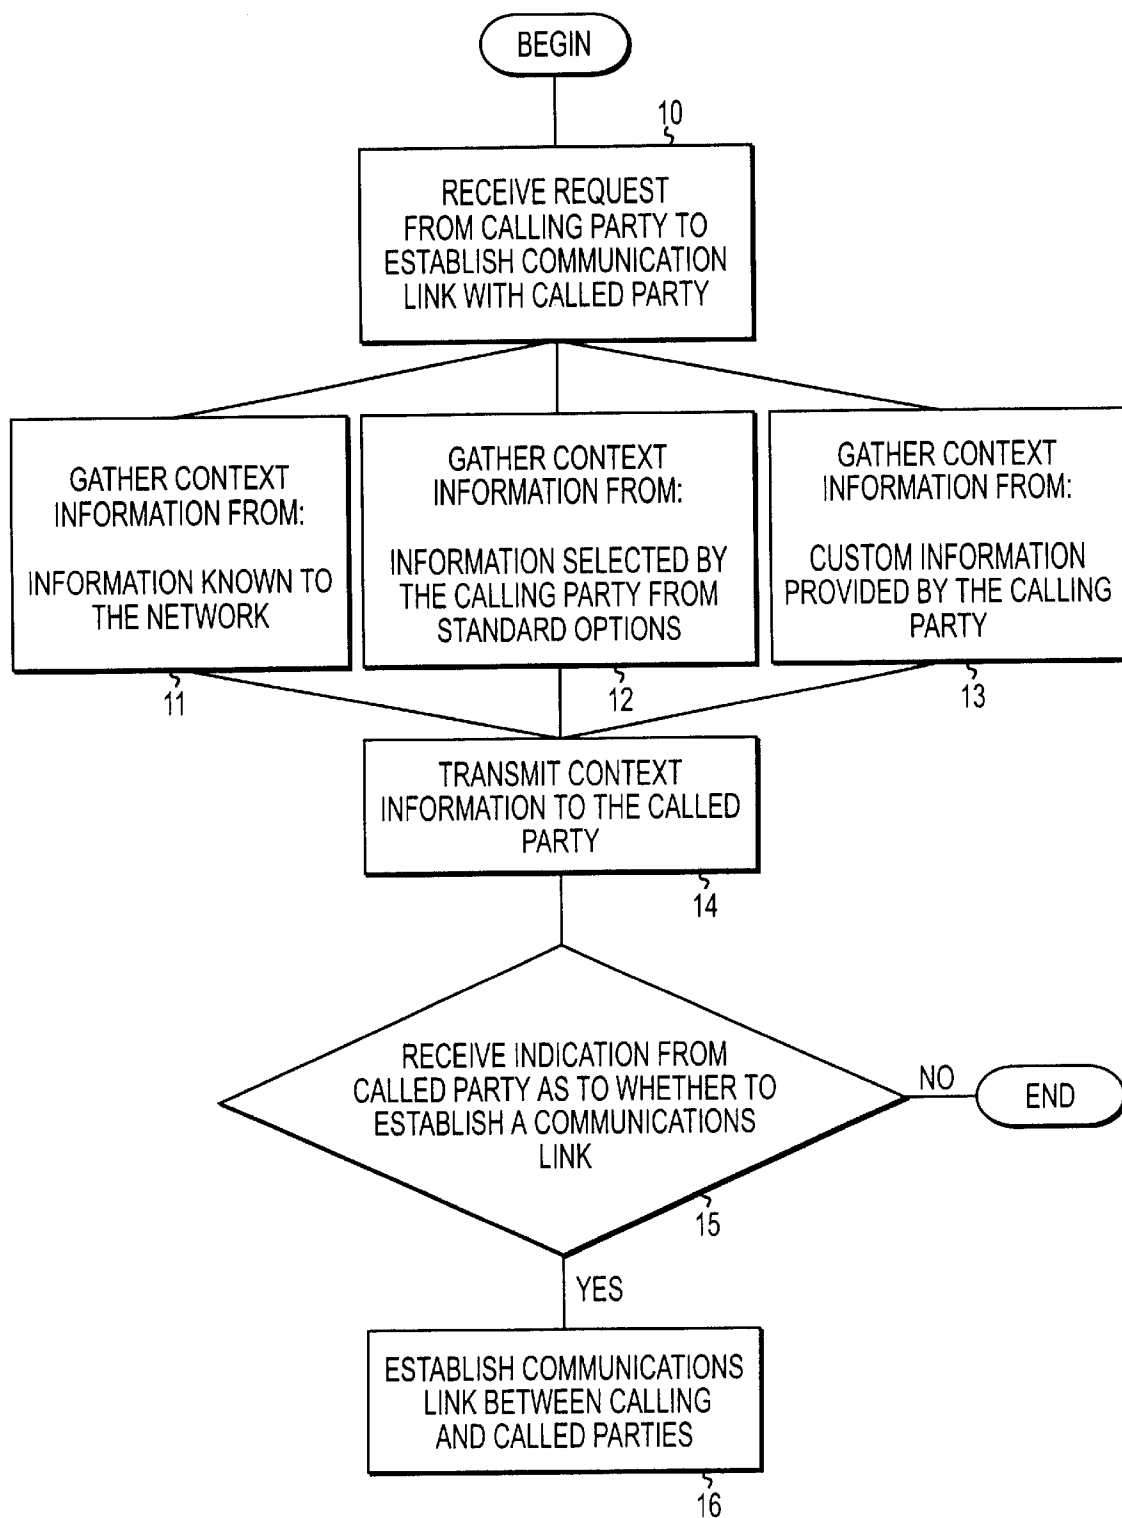 BEGIN
10
RECEIVE REQUEST
FROM CALLING PARTY TO
ESTABLISH COMMUNICATION
LINK WITH CALLED PARTY
GATHER CONTEXT
INFORMATION FROM:
INFORMATION KNOWN TO
THE NETWORK
11
GATHER CONTEXT
INFORMATION FROM:
INFORMATION SELECTED BY
THE CALLING PARTY FROM
STANDARD OPTIONS
12
GATHER CONTEXT
INFORMATION FROM:
CUSTOM INFORMATION
PROVIDED BY THE CALLING
PARTY
13
TRANSMIT CONTEXT
INFORMATION TO THE CALLED
PARTY
14
RECEIVE INDICATION FROM
CALLED PARTY AS TO WHETHER TO
ESTABLISH A COMMUNICATIONS
LINK
15
NO
END
YES
ESTABLISH COMMUNICATIONS
LINK BETWEEN CALLING
AND CALLED PARTIES
16